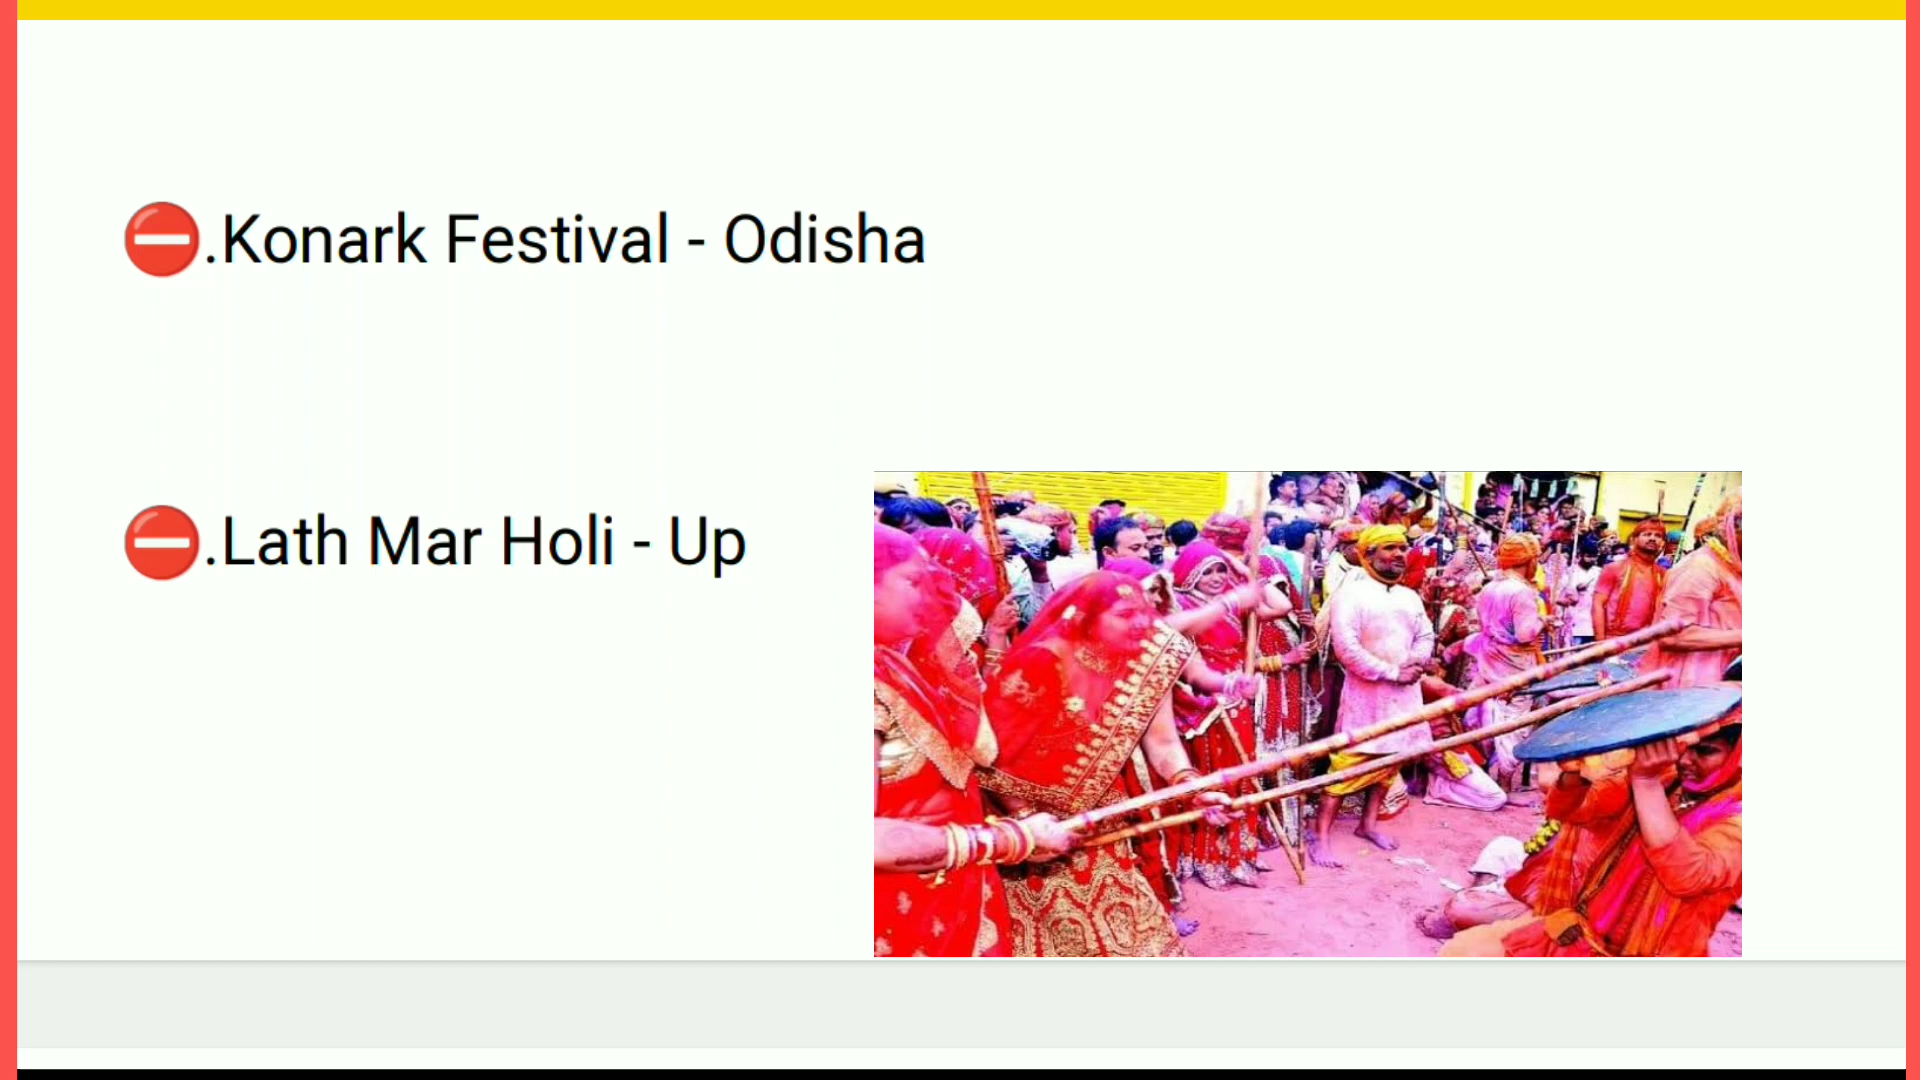 ⛔.Konark Festival - Odisha
⛔.Lath Mar Holi - Up